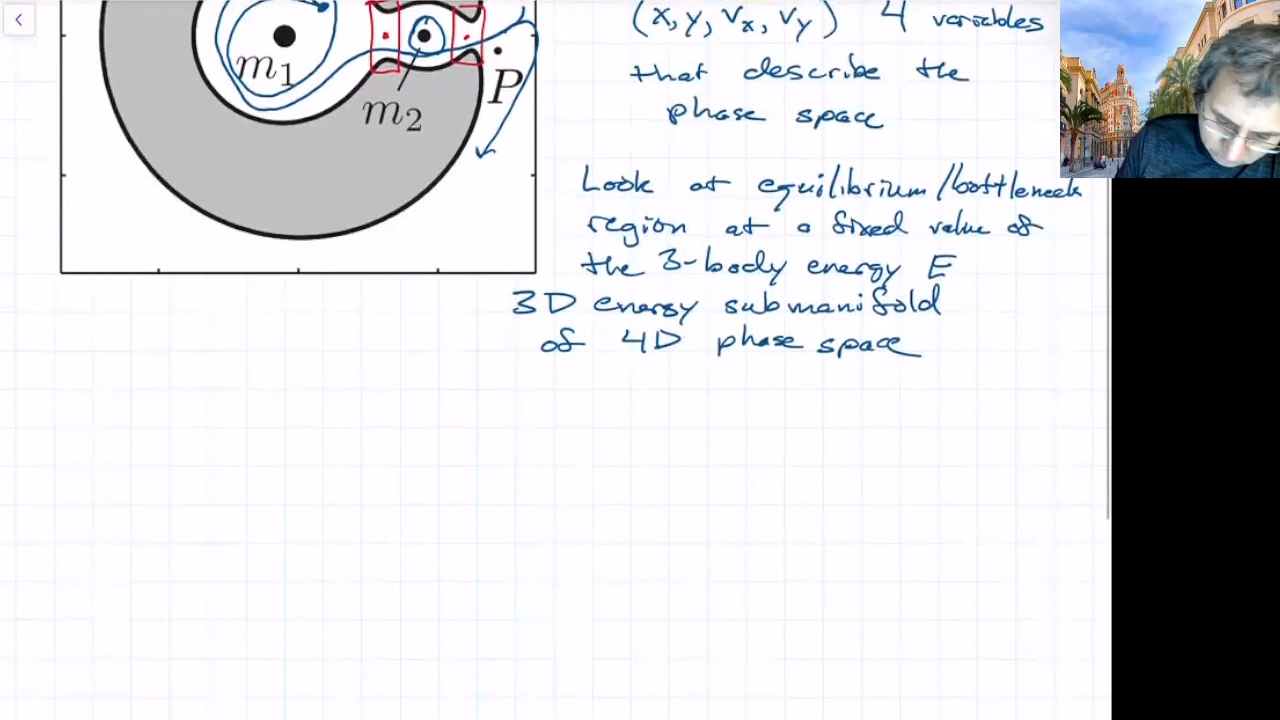 (x, y, vx, vy) 4 variables
that describe the
phase space
m1
m2
P
Look at equilibrium/bottleneck
region at a fixed value of
the 3-body energy E
3D energy submanifold
of 4D phase space